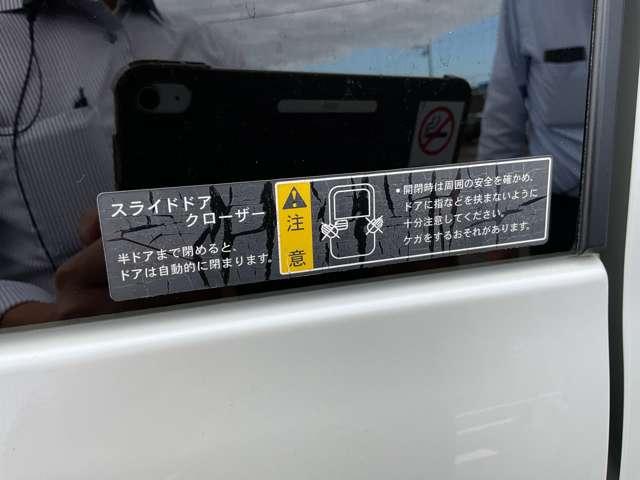 スライドドア
クローザー
半ドアまで閉めると、
ドアは自動的に閉まります。
注
意
•開閉時は周囲の安全を確かめ、
ドアに指などを挟まないように
十分注意してください。
ケガをするおそれがあります。